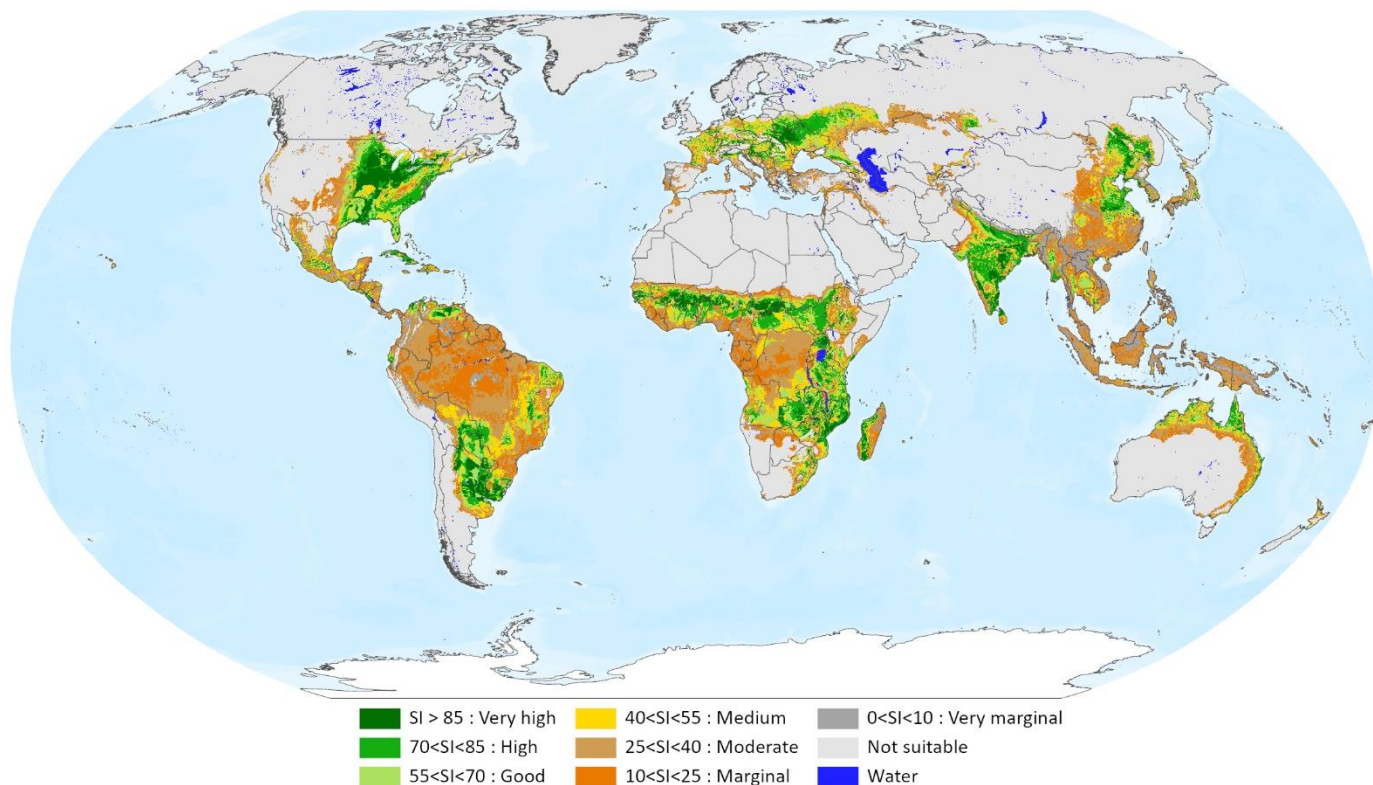 SI > 85 : Very high
70<SI<85 : High
55<SI<70 : Good
40<SI<55 : Medium
25<SI<40 : Moderate
10<SI<25 : Marginal
0<SI<10 : Very marginal
Not suitable
Water